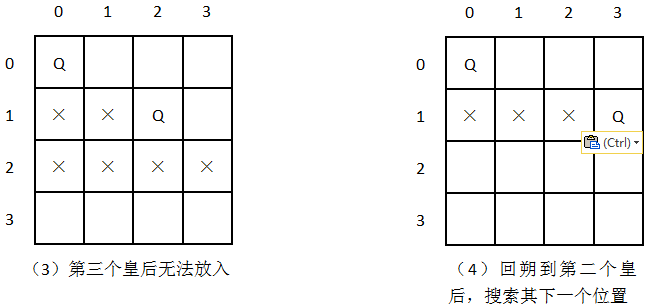 0 1 2 3
0 Q
1 × × Q
2 × × × ×
3
（3）第三个皇后无法放入
0 1 2 3
0 Q
1 × × × Q
(Ctrl)
2
3
（4）回朔到第二个皇
后，搜索其下一个位置